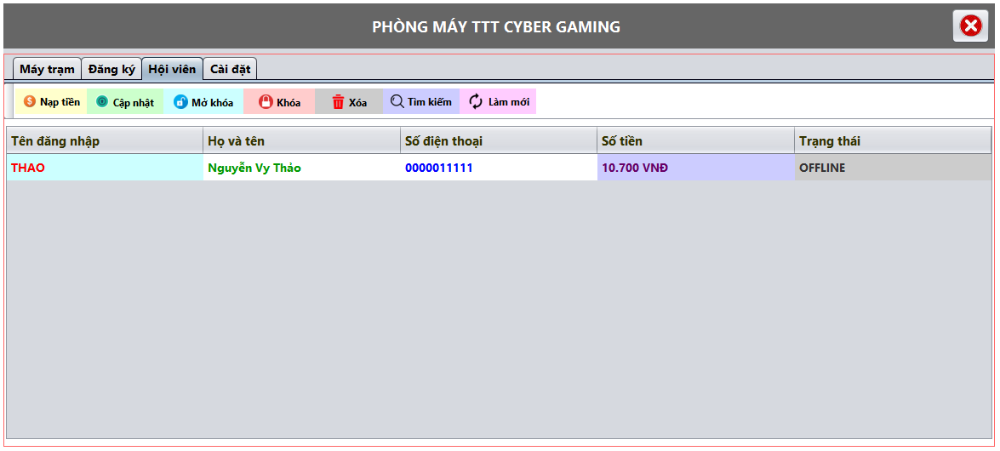 PHÒNG MÁY TTT CYBER GAMING
Máy trạm Đăng ký Hội viên Cài đặt
Nạp tiền Cập nhật Mở khóa Khóa Xóa Tìm kiếm Làm mới
Tên đăng nhập Họ và tên Số điện thoại Số tiền Trạng thái
THAO Nguyễn Vy Thảo 0000011111 10.700 VNĐ OFFLINE